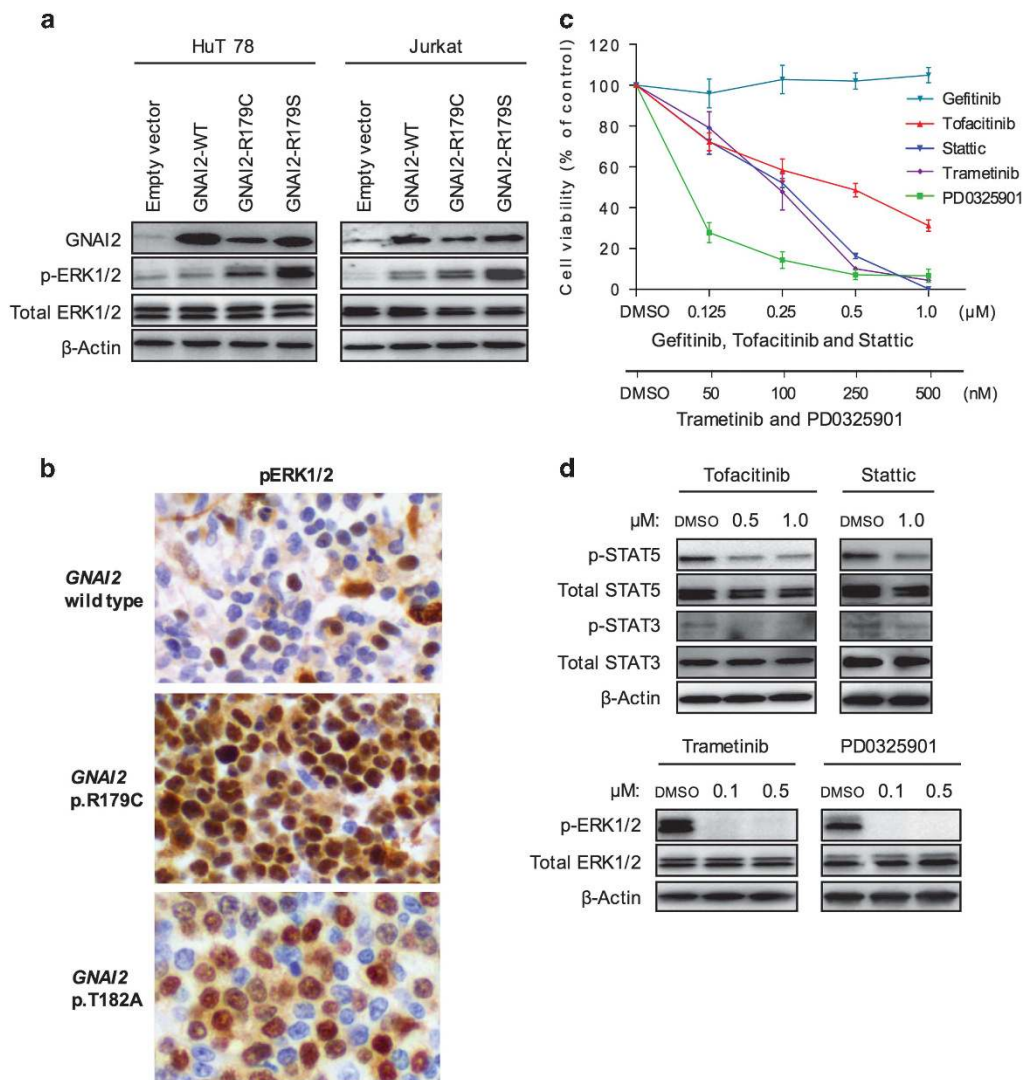 a
HuT 78
Jurkat
Empty vector
GNAI2-WT
GNAI2-R179C
GNAI2-R179S
Empty vector
GNAI2-WT
GNAI2-R179C
GNAI2-R179S
GNAI2
p-ERK1/2
Total ERK1/2
β-Actin
b
pERK1/2
GNAI2
wild type
GNAI2
p.R179C
GNAI2
p.T182A
c
Cell viability (% of control)
120
100
80
60
40
20
0
Gefitinib
Tofacitinib
Stattic
Trametinib
PD0325901
DMSO 0.125 0.25 0.5 1.0 (µM)
Gefitinib, Tofacitinib and Stattic
DMSO 50 100 250 500 (nM)
Trametinib and PD0325901
d
Tofacitinib
Stattic
µM: DMSO 0.5 1.0 DMSO 1.0
p-STAT5
Total STAT5
p-STAT3
Total STAT3
β-Actin
Trametinib
PD0325901
µM: DMSO 0.1 0.5 DMSO 0.1 0.5
p-ERK1/2
Total ERK1/2
β-Actin